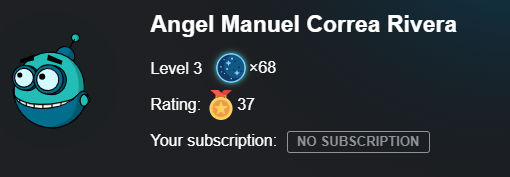 Angel Manuel Correa Rivera
Level 3 ×68
Rating: 37
Your subscription: NO SUBSCRIPTION